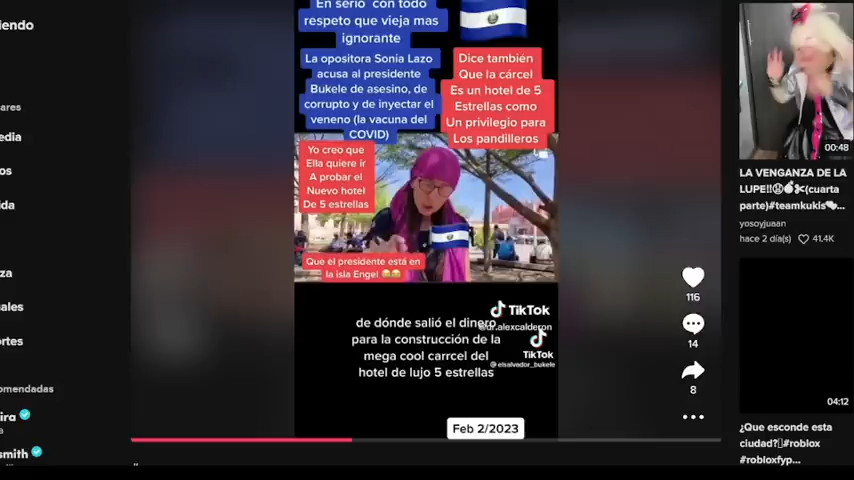 iendo
ares
edia
os
lda
za
ales
rtes
omendadas
ira
a
smith
En serio con todo
respeto que vieja mas
ignorante
La opositora Sonia Lazo
acusa al presidente
Bukele de asesino, de
corrupto y de inyectar el
veneno (la vacuna del
COVID)
Dice también
Que la cárcel
Es un hotel de 5
Estrellas como
Un privilegio para
Los pandilleros
Yo creo que
Ella quiere ir
A probar el
Nuevo hotel
De 5 estrellas
Que el presidente está en
la isla Engel 😂😂
de dónde salió el dinero
para la construcción de la
mega cool carrcel del
hotel de lujo 5 estrellas
TikTok
@dr.alexcalderon
TikTok
@elsalvador_bukele
Feb 2/2023
116
14
8
00:48
LA VENGANZA DE LA
LUPE!!😨💣✂(cuarta
parte)#teamkukis🏷...
yosoyjuaan
hace 2 día(s) 41.4K
04:12
¿Que esconde esta
ciudad?▯#roblox
#robloxfyp...